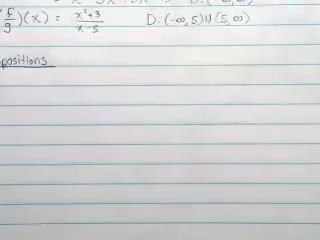 D: (-∞, ∞)
(f/g)(x) = x²+3/x-5 D: (-∞, 5)U(5, ∞)
positions